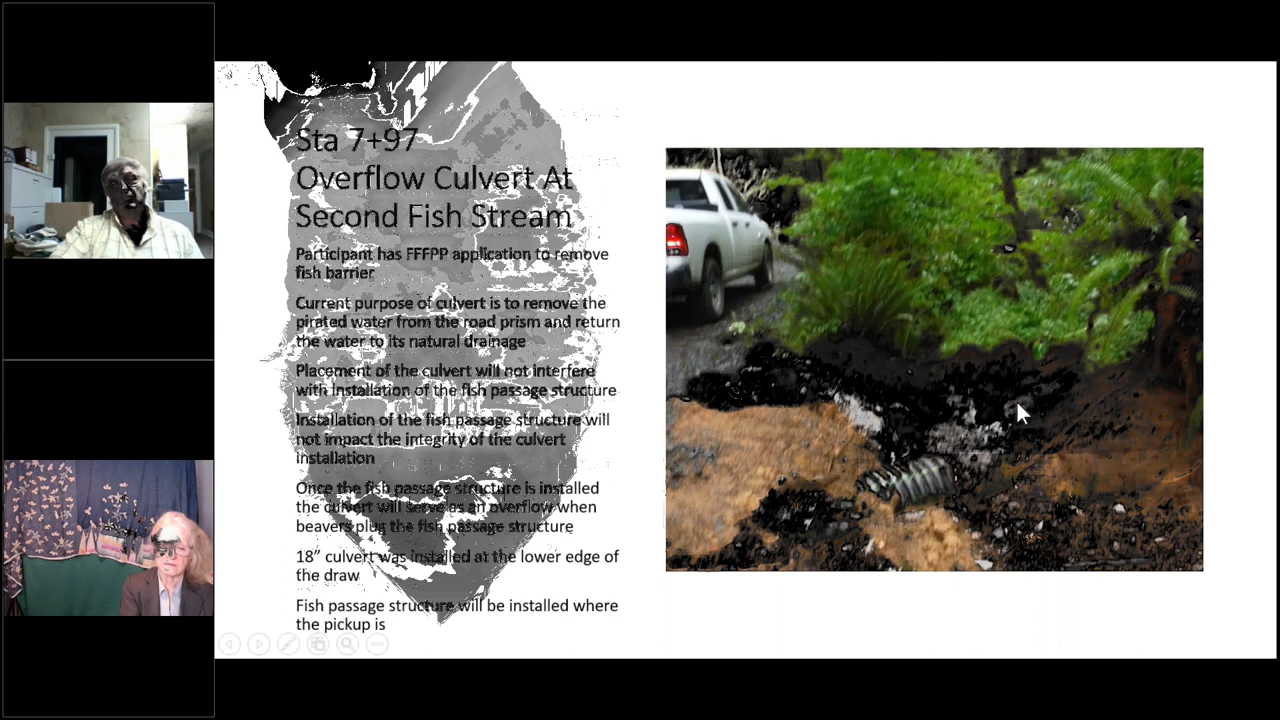 Sta 7+97
Overflow Culvert At
Second Fish Stream
Participant has FFFPP application to remove
fish barrier
Current purpose of culvert is to remove the
pirated water from the road prism and return
the water to its natural drainage
Placement of the culvert will not interfere
with installation of the fish passage structure
Installation of the fish passage structure will
not impact the integrity of the culvert
installation
Once the fish passage structure is installed
the culvert will serve as an overflow when
beavers plug the fish passage structure
18” culvert was installed at the lower edge of
the draw
Fish passage structure will be installed where
the pickup is